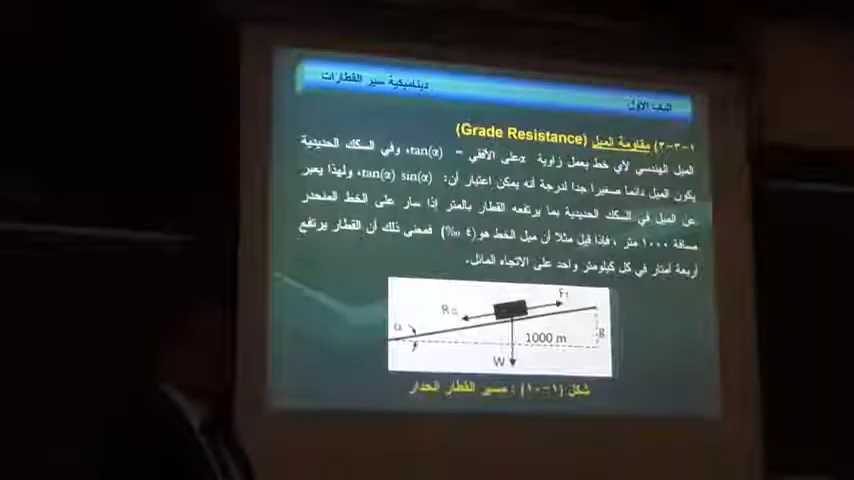 ديناميكية سير القطارات
الباب الأول
١-٣-٣) مقاومة الميل (Grade Resistance)
الميل الهندسي لأي خط يعمل زاوية α على الأفقي = tan(α)، وفي السكك الحديدية
يكون الميل دائما صغيرا جدا لدرجة أنه يمكن اعتبار أن: tan(α) sin(α)، ولهذا يعبر
عن الميل في السكك الحديدية بما يرتفعه القطار بالمتر إذا سار على الخط المنحدر
مسافة ١٠٠٠ متر ، فإذا قيل مثلا أن ميل الخط هو (٤ ‰) فمعنى ذلك أن القطار يرتفع
أربعة أمتار في كل كيلومتر واحد على الاتجاه المائل.
Ft
RG
α
1000 m
g
W
شكل (١-١٠) : مسير القطار انحدار